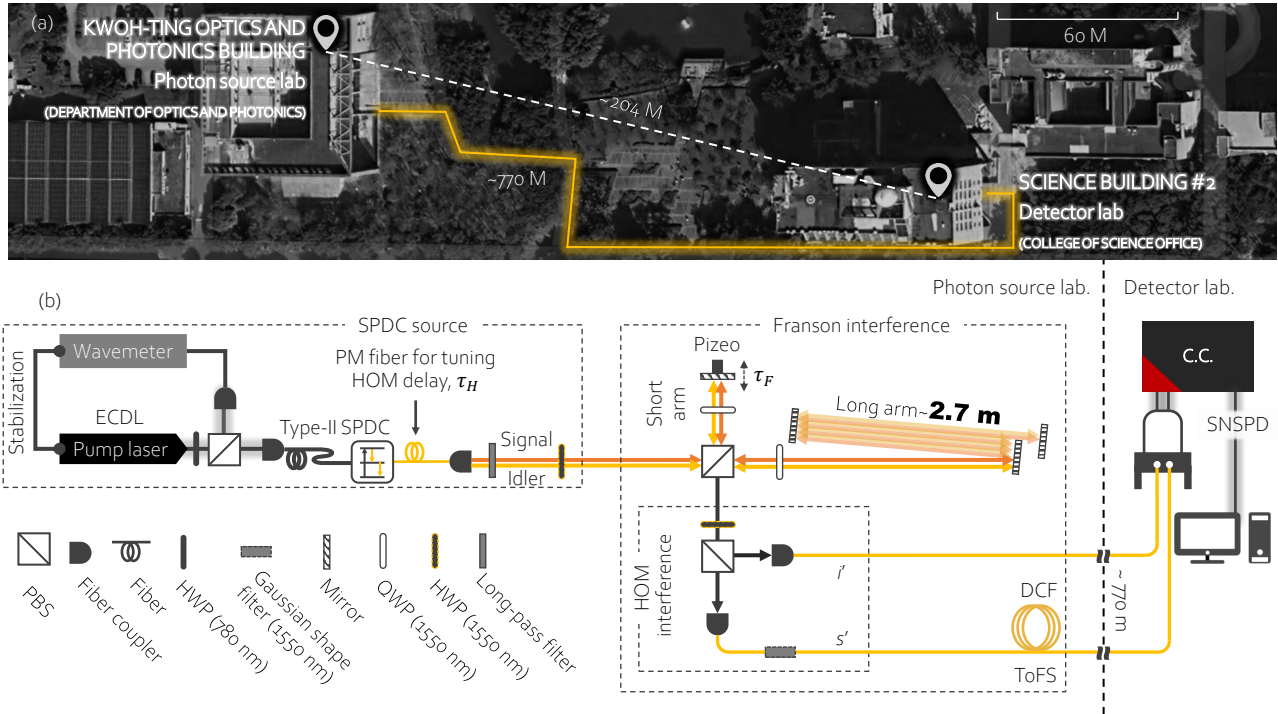 (a)
KWOH-TING OPTICS AND
PHOTONICS BUILDING
Photon source lab
(DEPARTMENT OF OPTICS AND PHOTONICS)
60 M
~204 M
~770 M
SCIENCE BUILDING #2
Detector lab
(COLLEGE OF SCIENCE OFFICE)
(b)
Photon source lab.
Detector lab.
SPDC source
Franson interference
Stabilization
Wavemeter
PM fiber for tuning
HOM delay, τ_H
ECDL
Pump laser
Type-II SPDC
Signal
Idler
Pizeo
τ_F
Short
arm
Long arm~2.7 m
C.C.
SNSPD
HOM
interference
i'
s'
DCF
ToFS
~ 770 m
PBS
Fiber coupler
Fiber
HWP (780 nm)
Gaussian shape
filter (1550 nm)
Mirror
QWP (1550 nm)
HWP (1550 nm)
Long-pass filter